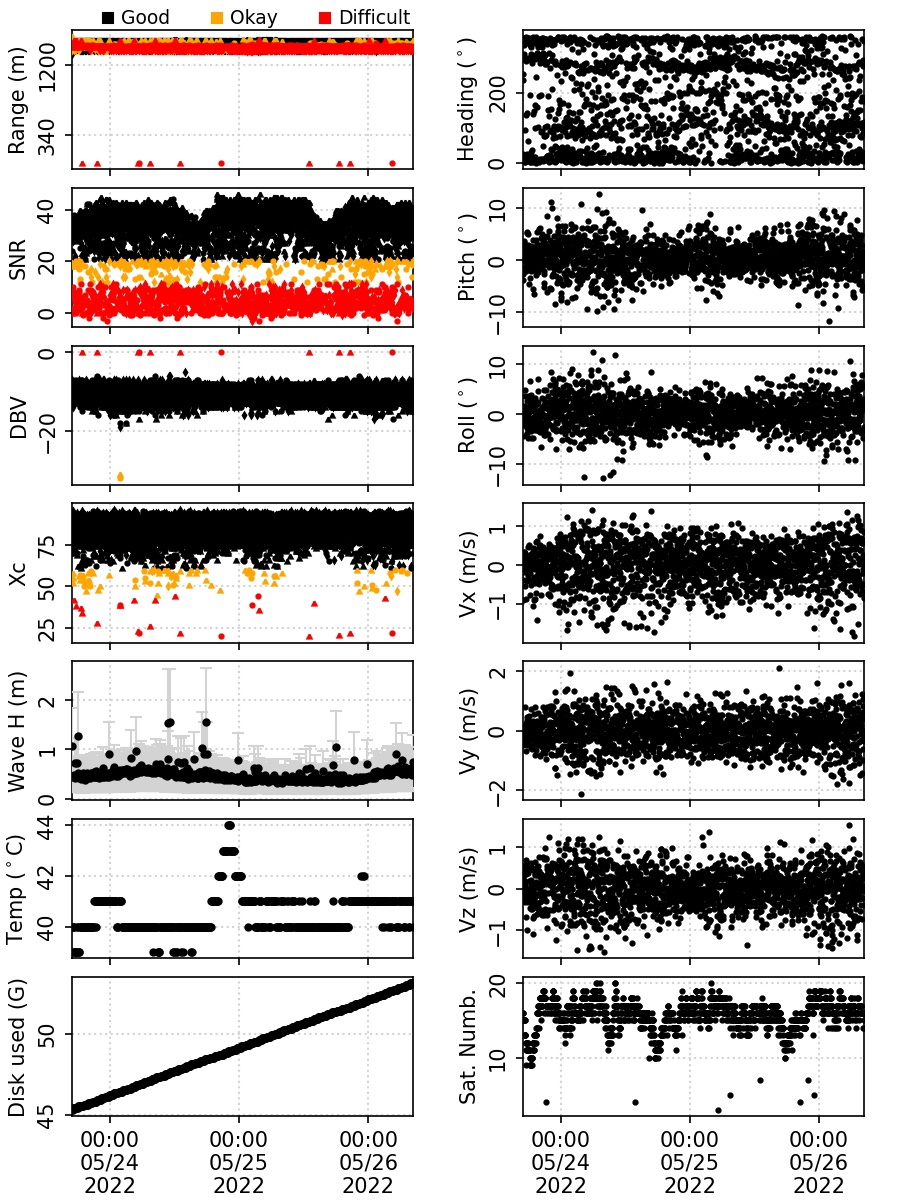 Good Okay Difficult
Range (m)
1200
340
Heading (°)
200
0
SNR
40
20
0
Pitch (°)
10
0
−10
DBV
0
−20
Roll (°)
10
0
−10
Xc
75
50
25
Vx (m/s)
1
0
−1
Wave H (m)
2
1
0
Vy (m/s)
2
0
−2
Temp (°C)
44
42
40
Vz (m/s)
1
0
−1
Disk used (G)
50
45
Sat. Numb.
20
10
00:00 00:00 00:00
05/24 05/25 05/26
2022 2022 2022
00:00 00:00 00:00
05/24 05/25 05/26
2022 2022 2022